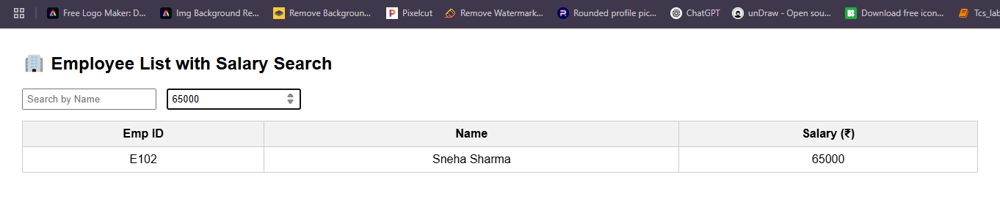 Free Logo Maker: D... Img Background Re... Remove Backgroun... Pixelcut Remove Watermark... Rounded profile pic... ChatGPT unDraw - Open sou... Download free icon... Tcs_lab
🏢 Employee List with Salary Search
Search by Name 65000
Emp ID Name Salary (₹)
E102 Sneha Sharma 65000